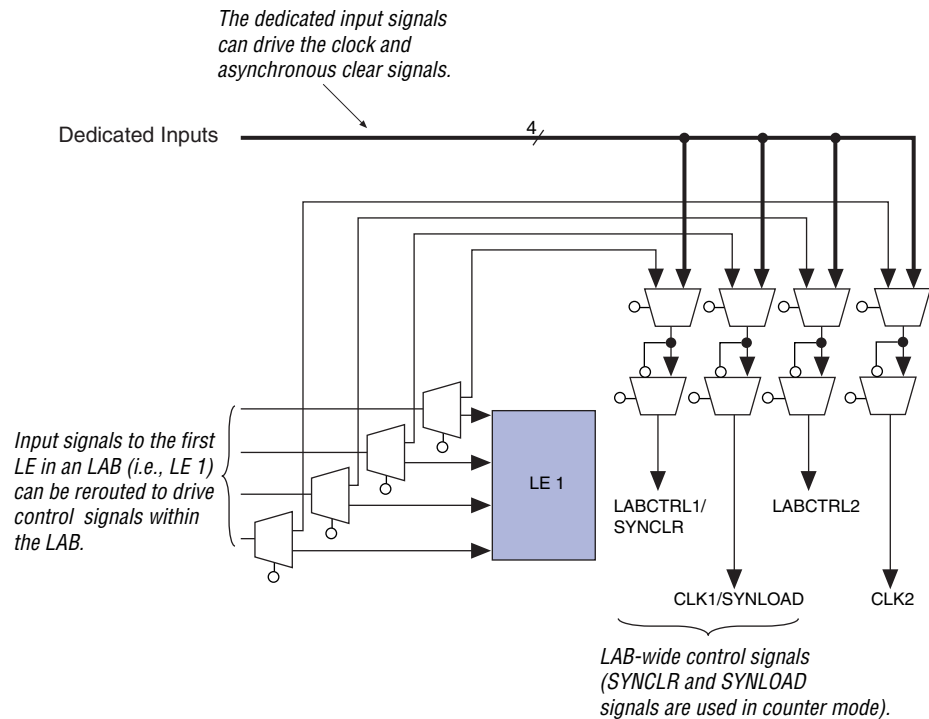 The dedicated input signals
can drive the clock and
asynchronous clear signals.
Dedicated Inputs
4
Input signals to the first
LE in an LAB (i.e., LE 1)
can be rerouted to drive
control signals within
the LAB.
LE 1
LABCTRL1/
SYNCLR
LABCTRL2
CLK1/SYNLOAD
CLK2
LAB-wide control signals
(SYNCLR and SYNLOAD
signals are used in counter mode).